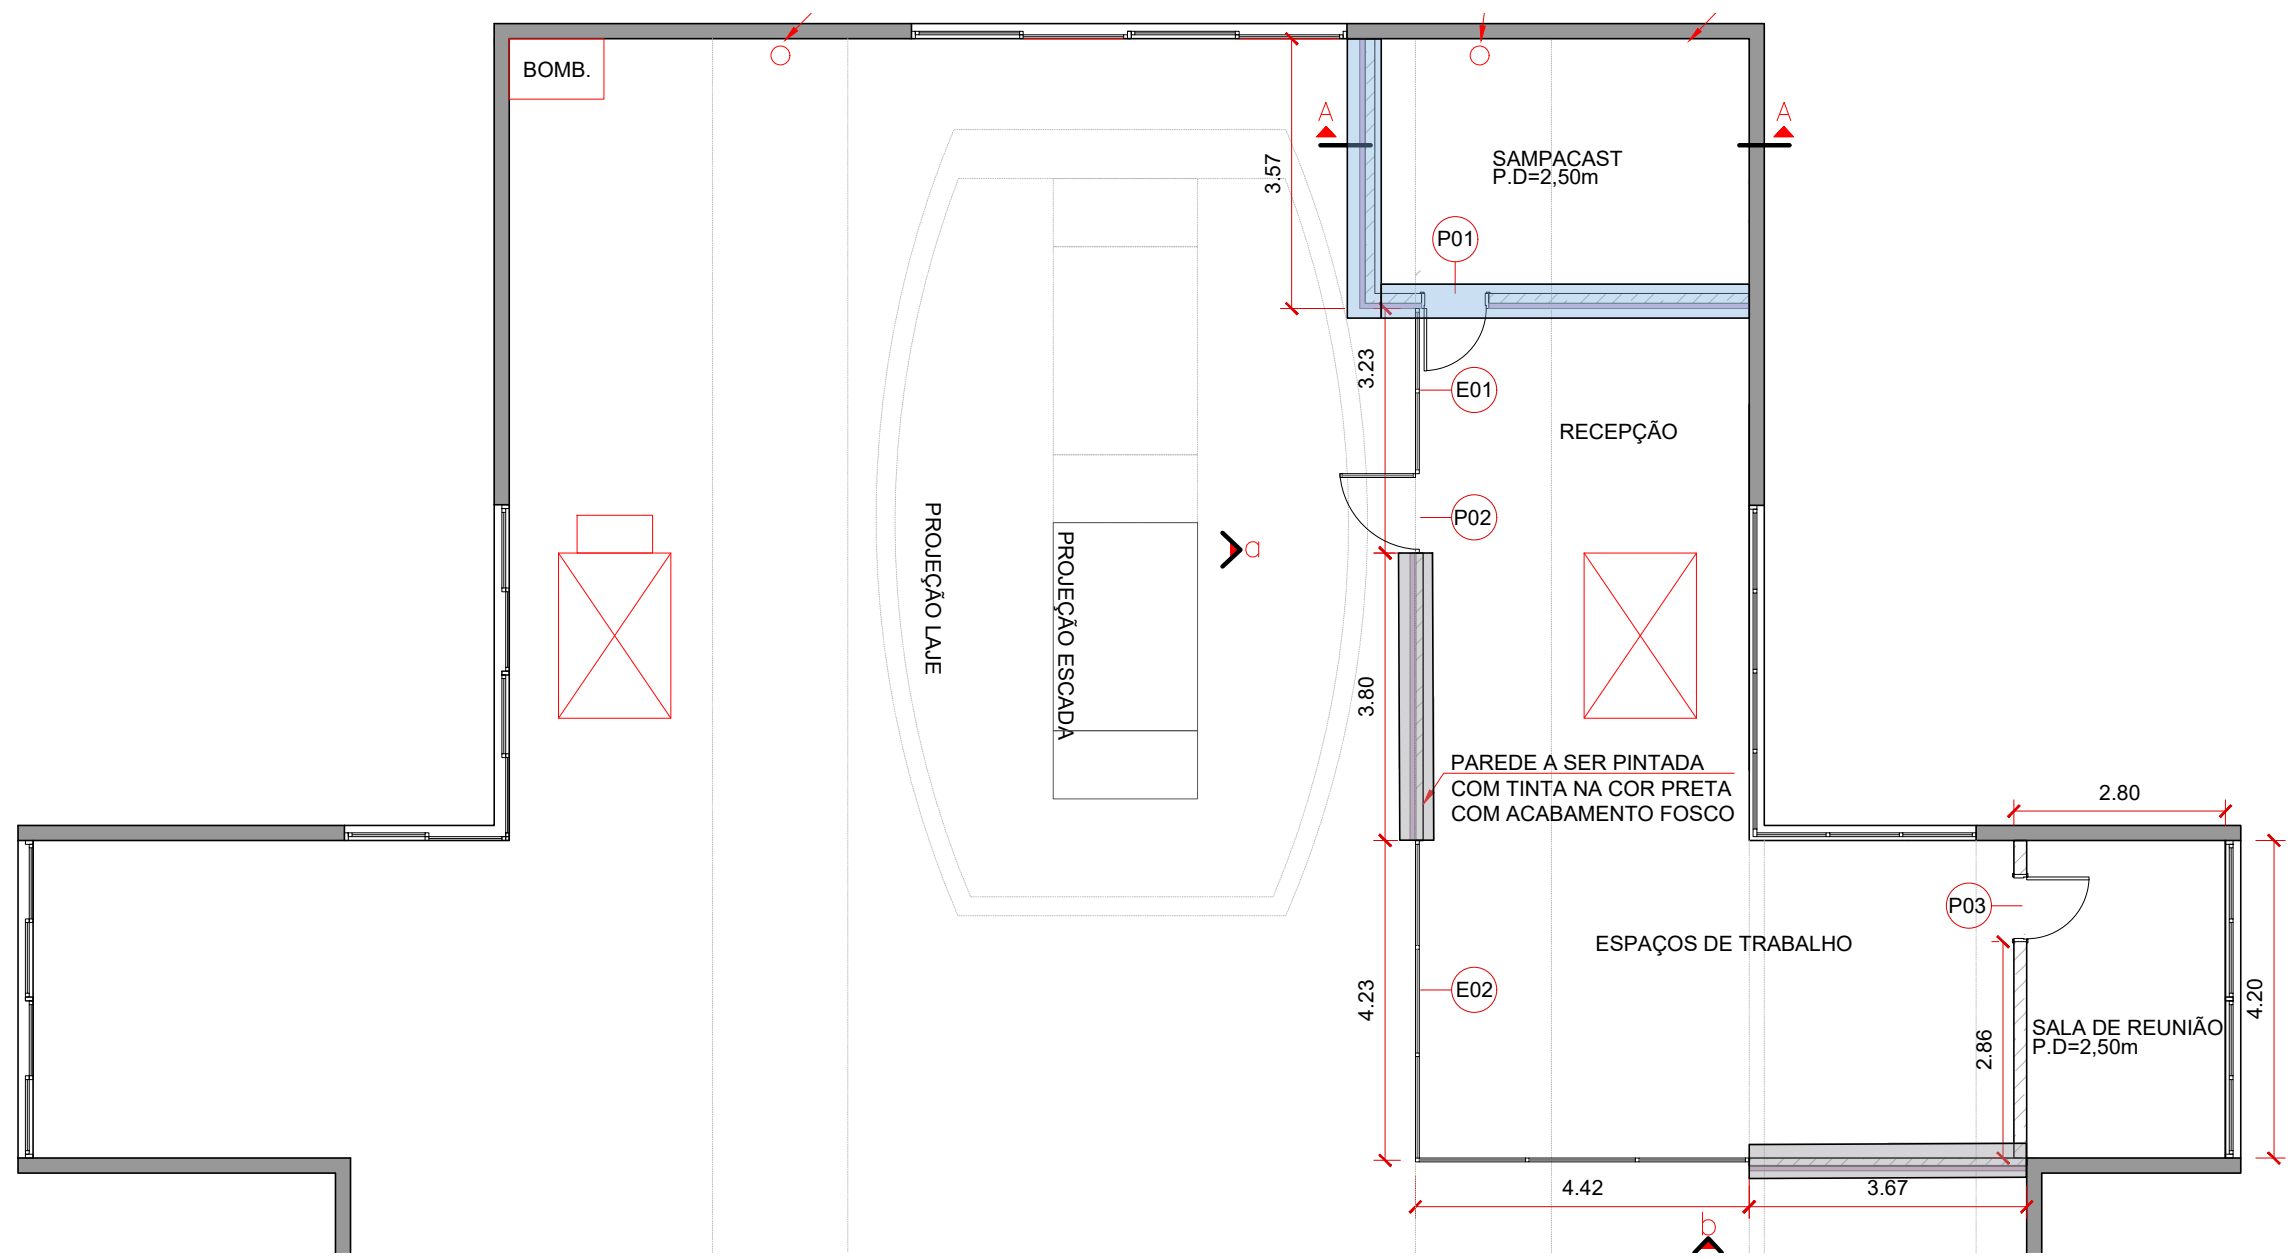 BOMB.
A
A
3.57
SAMPACAST
P.D=2,50m
P01
3.23
E01
RECEPÇÃO
P02
PROJEÇÃO LAJE
PROJEÇÃO ESCADA
a
3.80
PAREDE A SER PINTADA
COM TINTA NA COR PRETA
COM ACABAMENTO FOSCO
2.80
P03
ESPAÇOS DE TRABALHO
4.23
E02
4.20
2.86
SALA DE REUNIÃO
P.D=2,50m
4.42
3.67
b